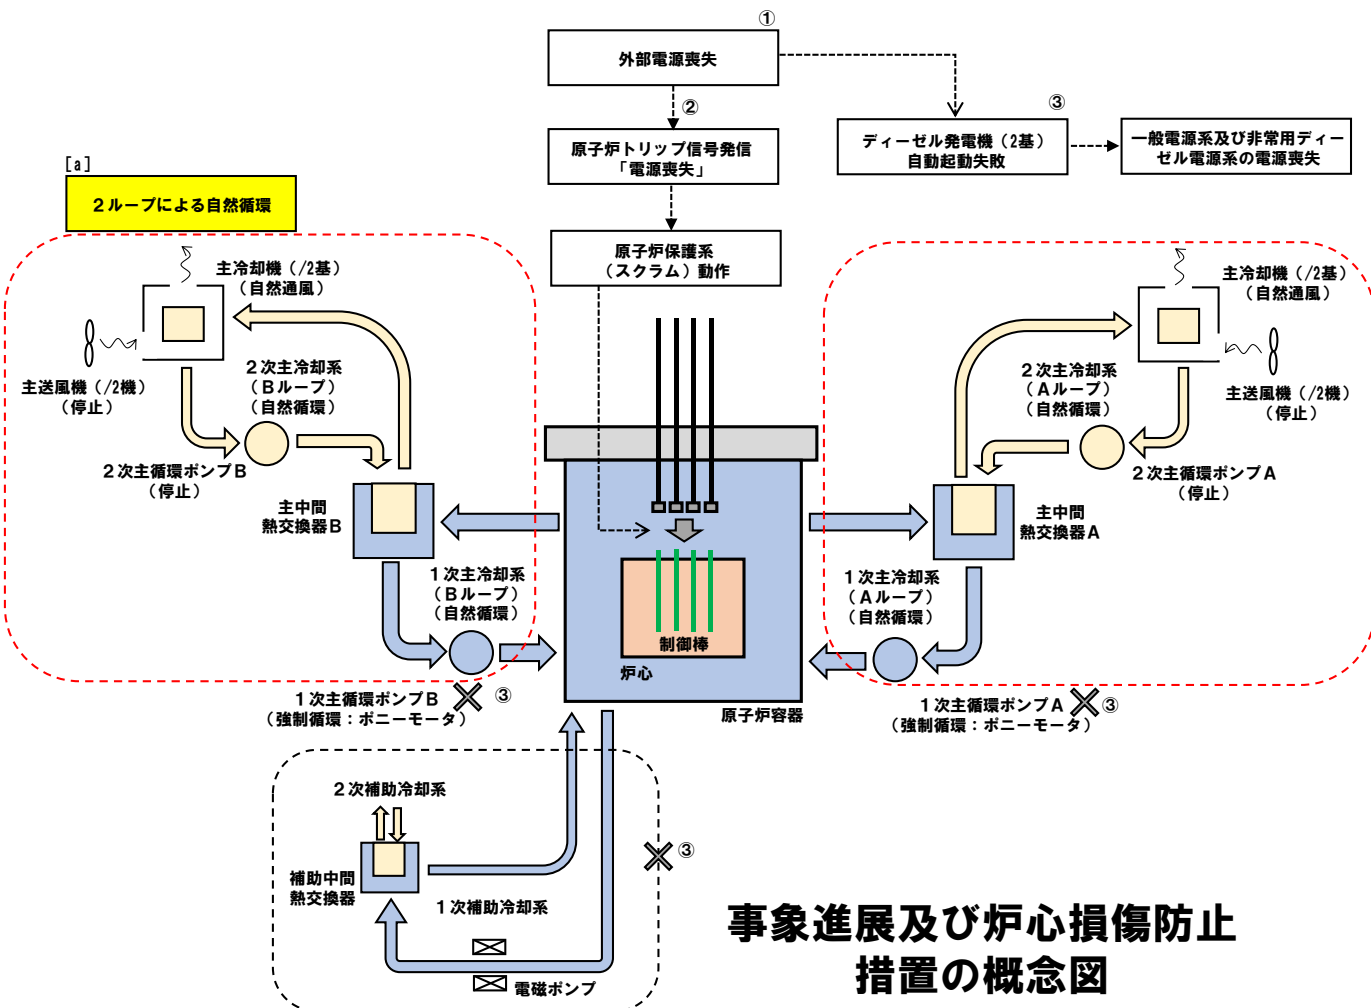 ①
外部電源喪失
②
③
原子炉トリップ信号発信
「電源喪失」
ディーゼル発電機（2基）
自動起動失敗
一般電源系及び非常用ディー
ゼル電源系の電源喪失
[a]
２ループによる自然循環
原子炉保護系
（スクラム）動作
主冷却機（/2基）
（自然通風）
主送風機（/2機）
（停止）
２次主冷却系
（Ｂループ）
（自然循環）
２次主循環ポンプＢ
（停止）
主中間
熱交換器Ｂ
１次主冷却系
（Ｂループ）
（自然循環）
１次主循環ポンプＢ
（強制循環：ポニーモータ）
③
制御棒
炉心
原子炉容器
主冷却機（/2基）
（自然通風）
主送風機（/2機）
（停止）
２次主冷却系
（Ａループ）
（自然循環）
２次主循環ポンプＡ
（停止）
主中間
熱交換器Ａ
１次主冷却系
（Ａループ）
（自然循環）
１次主循環ポンプＡ
（強制循環：ポニーモータ）
③
２次補助冷却系
③
補助中間
熱交換器
１次補助冷却系
電磁ポンプ
事象進展及び炉心損傷防止
措置の概念図